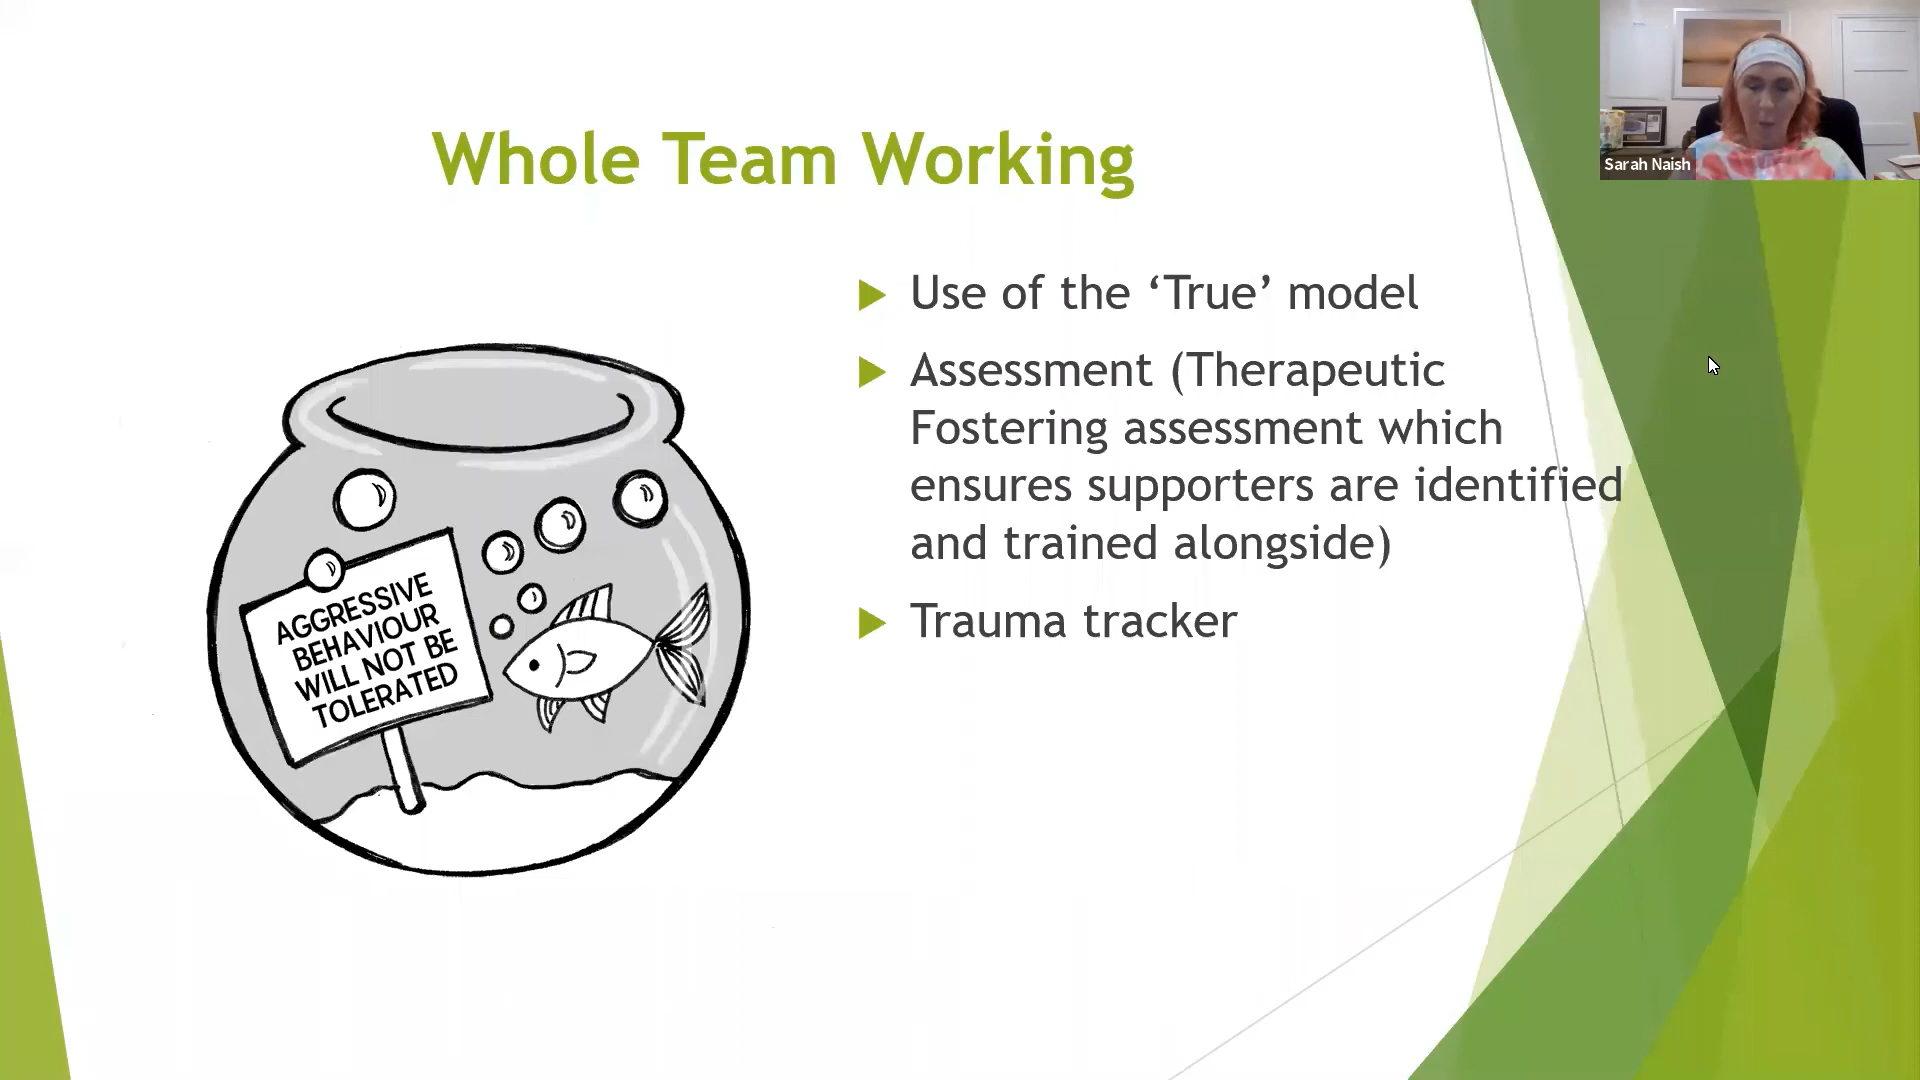 Sarah Naish
Whole Team Working
Use of the ‘True’ model
Assessment (Therapeutic
Fostering assessment which
ensures supporters are identified
and trained alongside)
Trauma tracker
AGGRESSIVE
BEHAVIOUR
WILL NOT BE
TOLERATED